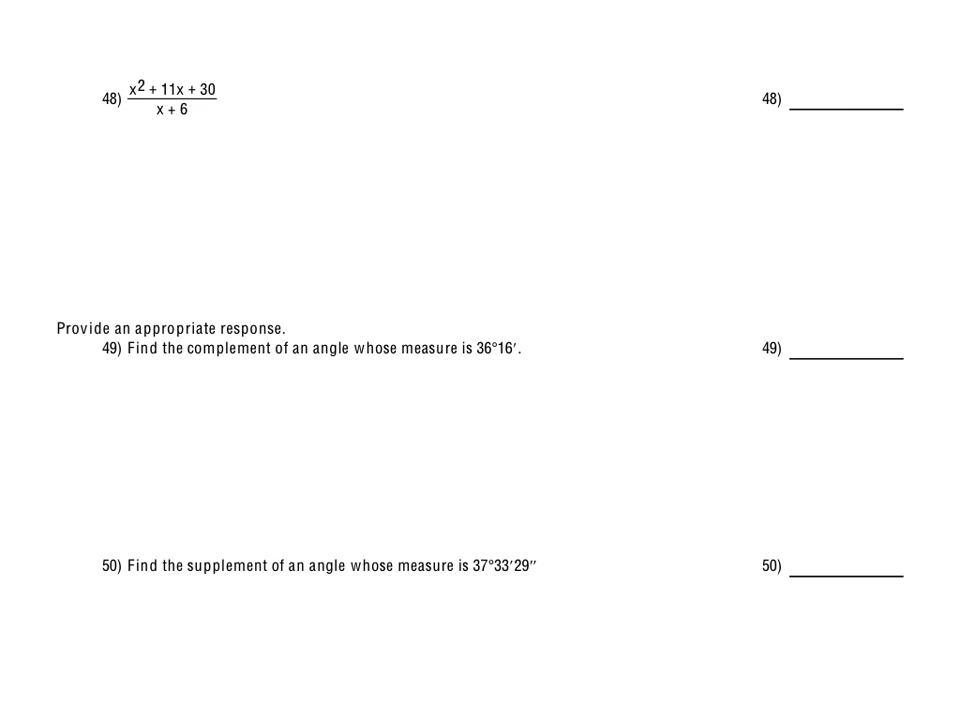 48) x2 + 11x + 30
x + 6
48)
Provide an appropriate response.
49) Find the complement of an angle whose measure is 36°16′.
49)
50) Find the supplement of an angle whose measure is 37°33′29′′
50)